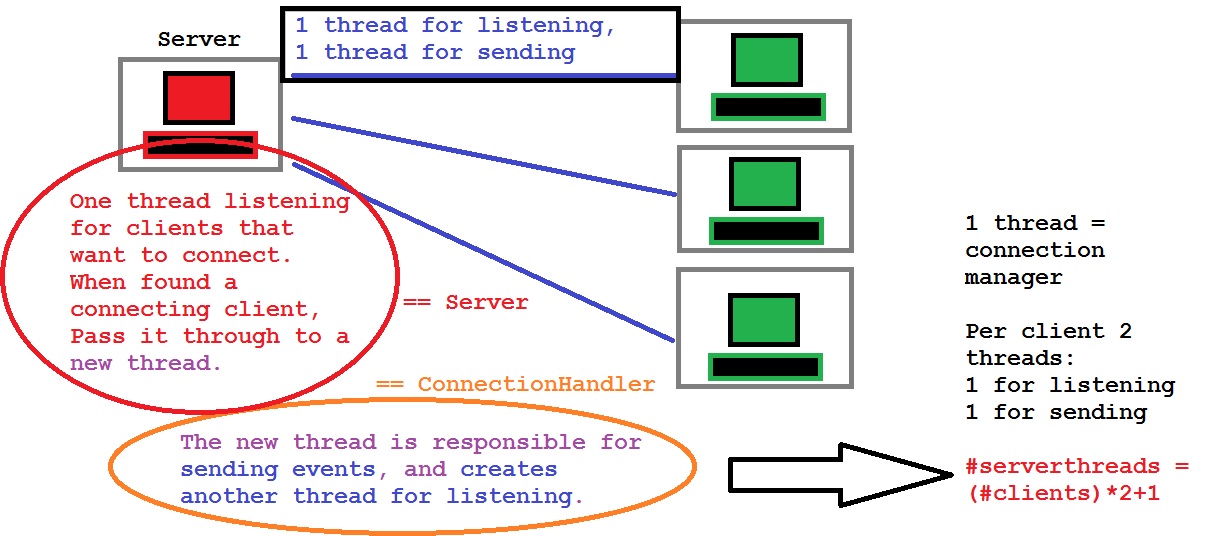 Server
1 thread for listening,
1 thread for sending
One thread listening
for clients that
want to connect.
When found a
connecting client,
Pass it through to a
new thread.
== Server
== ConnectionHandler
The new thread is responsible for
sending events, and creates
another thread for listening.
1 thread =
connection
manager
Per client 2
threads:
1 for listening
1 for sending
#serverthreads =
(#clients)*2+1